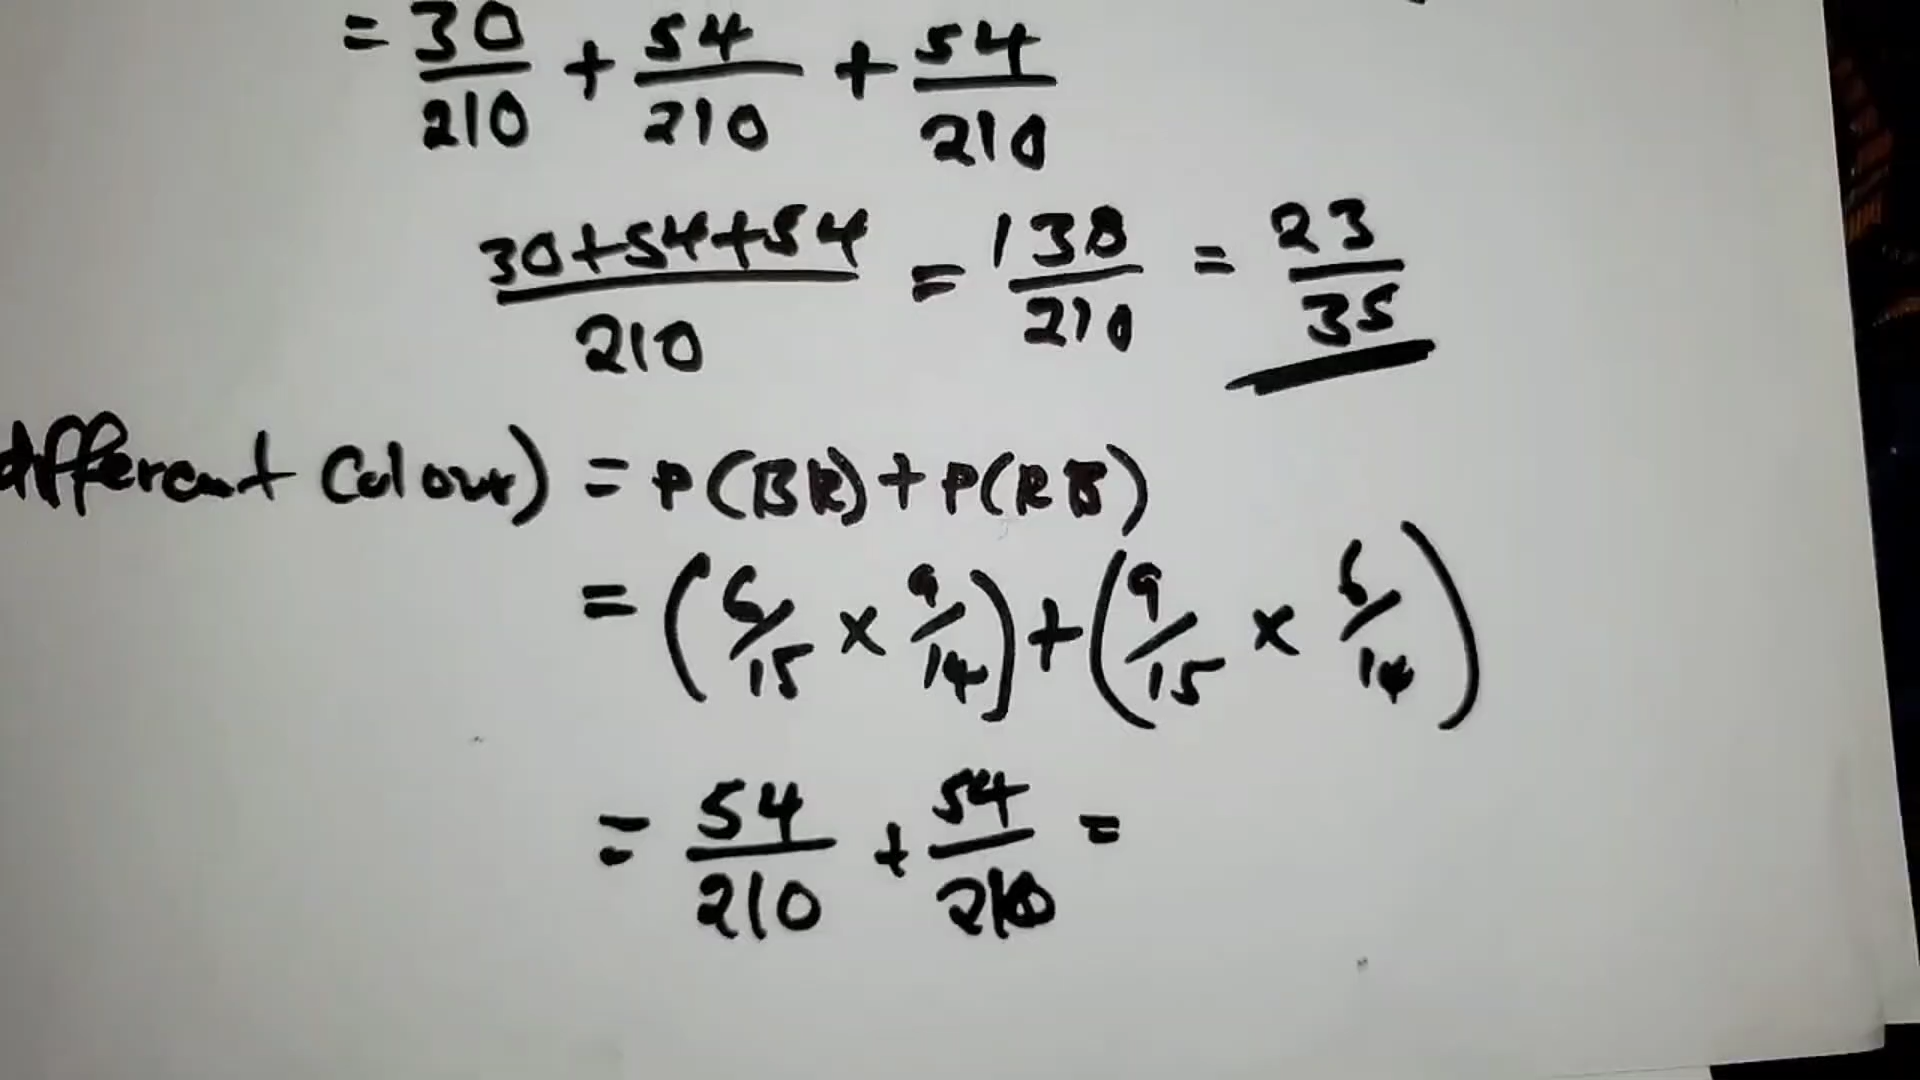 = 30/210 + 54/210 + 54/210
30+54+54/210 = 138/210 = 23/35
different Colour) = P(BR) + P(RB)
= (6/15 × 9/14) + (9/15 × 6/14)
= 54/210 + 54/210 =